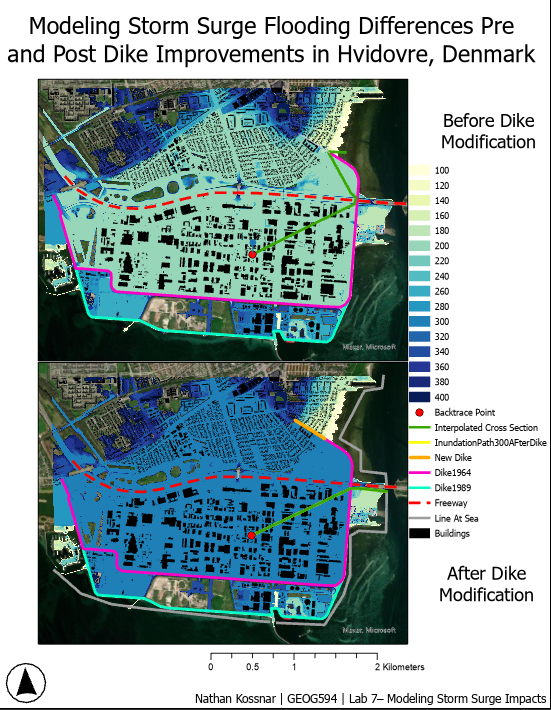 Modeling Storm Surge Flooding Differences Pre
and Post Dike Improvements in Hvidovre, Denmark
Before Dike
Modification
100
120
140
160
180
200
220
240
260
280
300
320
340
360
380
400
Backtrace Point
Interpolated Cross Section
InundationPath300AFterDike
New Dike
Dike1964
Dike1989
Freeway
Line At Sea
Buildings
Maxar, Microsoft
After Dike
Modification
Maxar, Microsoft
0 0.5 1 2 Kilometers
Nathan Kossnar | GEOG594 | Lab 7– Modeling Storm Surge Impacts